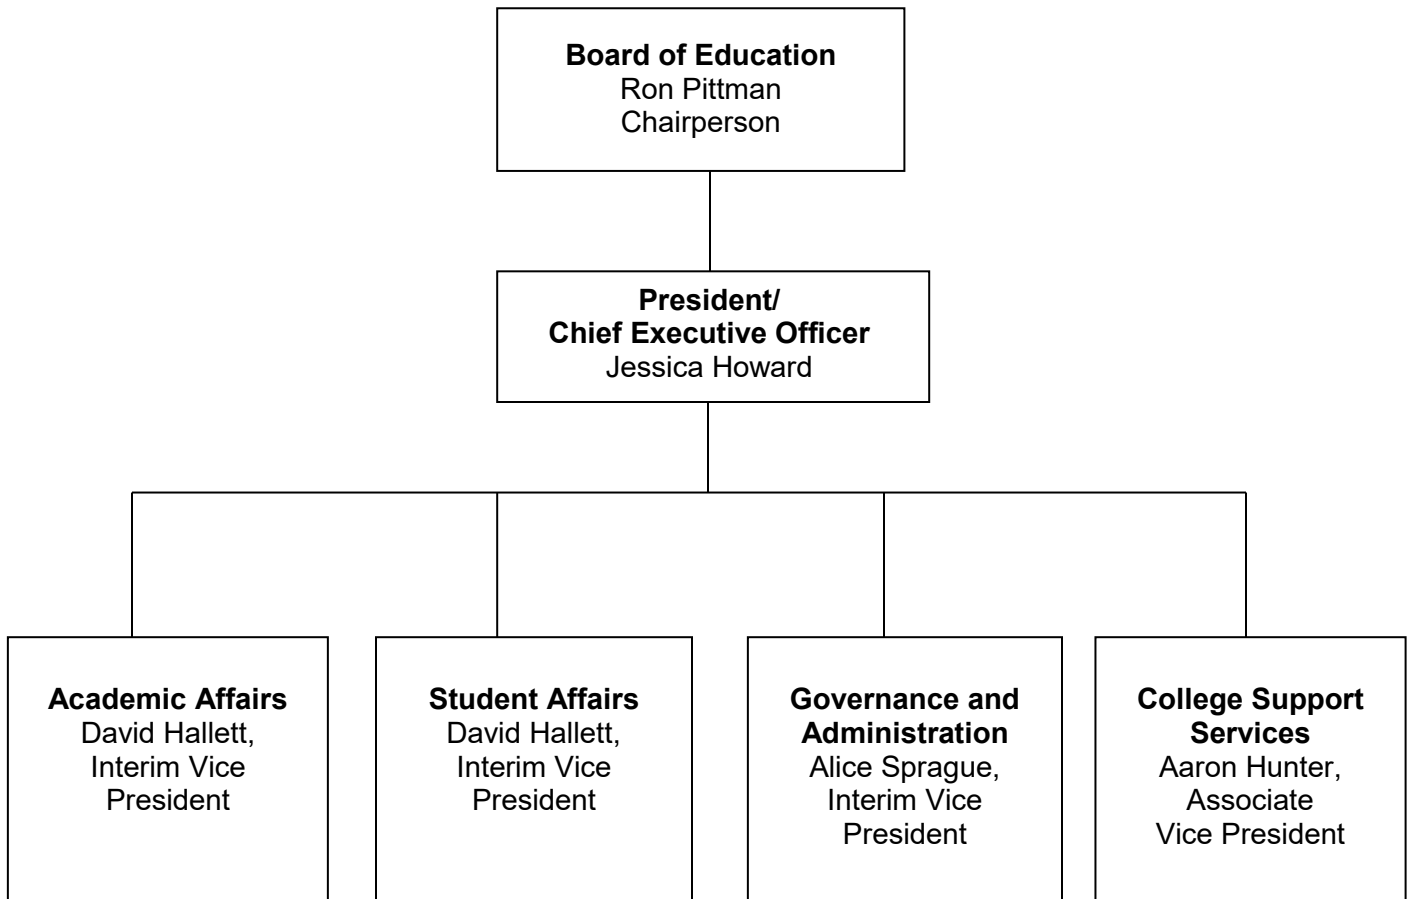 Board of Education
Ron Pittman
Chairperson
President/
Chief Executive Officer
Jessica Howard
Academic Affairs
David Hallett,
Interim Vice
President
Student Affairs
David Hallett,
Interim Vice
President
Governance and
Administration
Alice Sprague,
Interim Vice
President
College Support
Services
Aaron Hunter,
Associate
Vice President